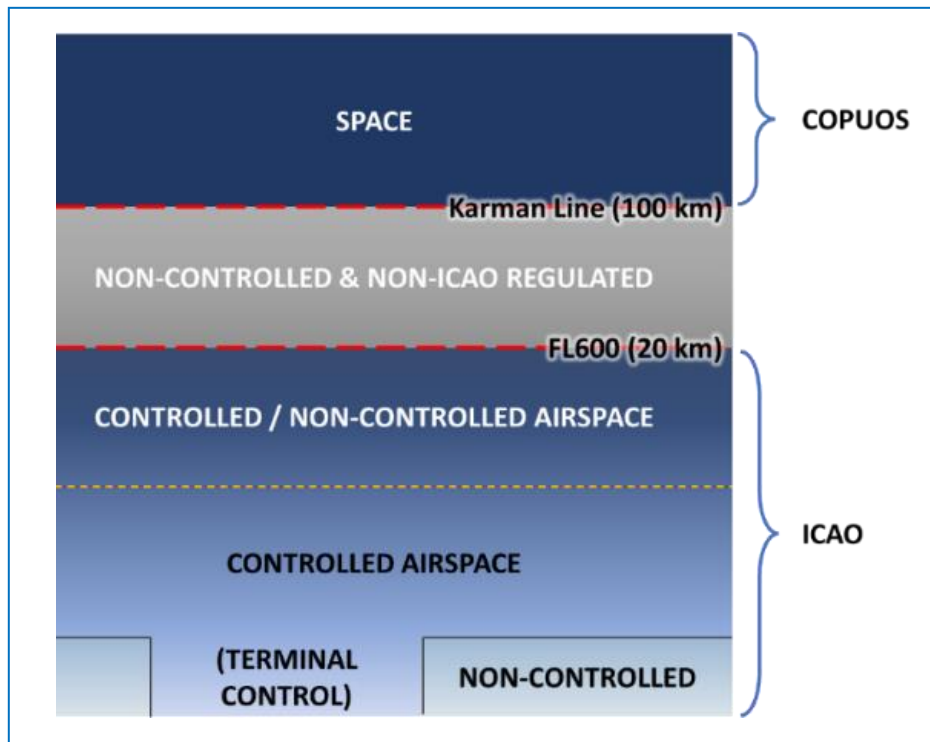 SPACE
COPUOS
Karman Line (100 km)
NON-CONTROLLED & NON-ICAO REGULATED
FL600 (20 km)
CONTROLLED / NON-CONTROLLED AIRSPACE
ICAO
CONTROLLED AIRSPACE
(TERMINAL
CONTROL)
NON-CONTROLLED